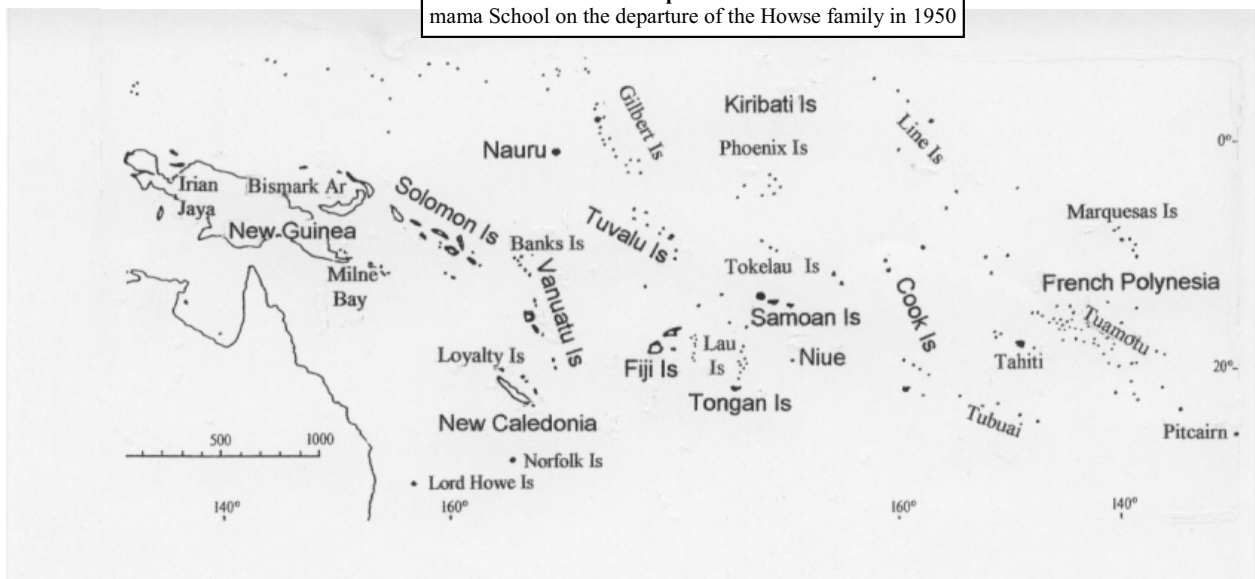 mama School on the departure of the Howse family in 1950
Gilbert Is
Kiribati Is
Line Is
0°
Nauru
Phoenix Is
Irian
Jaya
Bismark Ar
Solomon Is
New Guinea
Marquesas Is
Tuvalu Is
Banks Is
Milne
Bay
Vanuatu Is
Tokelau Is
French Polynesia
Cook Is
Samoan Is
Tuamotu
Loyalty Is
Fiji Is
Lau
Is
Niue
Tahiti
20°
Tongan Is
New Caledonia
Tubuai
Pitcairn
500
1000
Norfolk Is
Lord Howe Is
140°
160°
160°
140°